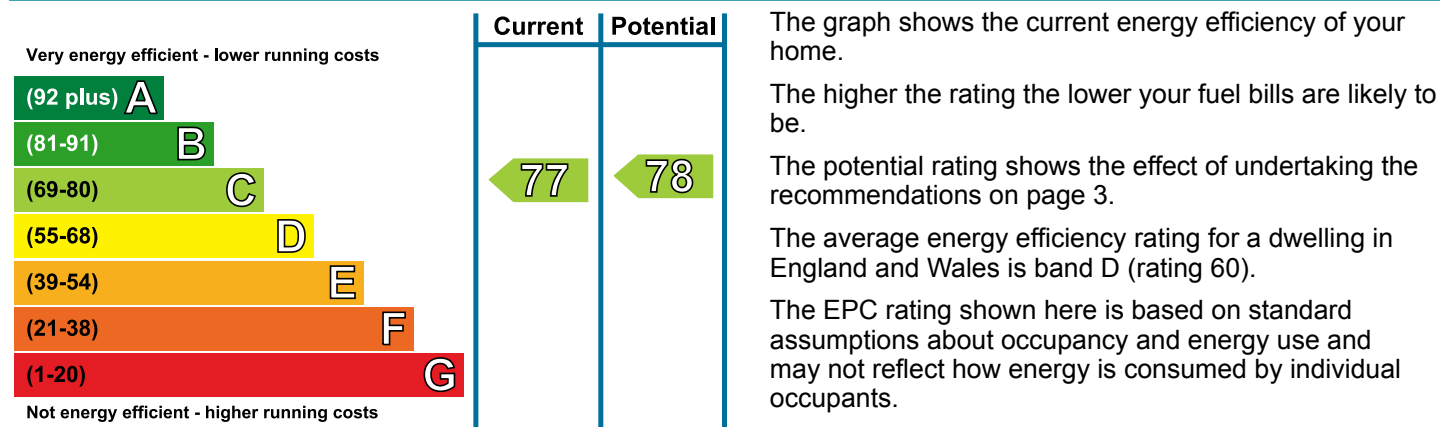 Current Potential
Very energy efficient - lower running costs
(92 plus) A
(81-91) B
(69-80) C
(55-68) D
(39-54) E
(21-38) F
(1-20) G
Not energy efficient - higher running costs
77 78
The graph shows the current energy efficiency of your
home.
The higher the rating the lower your fuel bills are likely to
be.
The potential rating shows the effect of undertaking the
recommendations on page 3.
The average energy efficiency rating for a dwelling in
England and Wales is band D (rating 60).
The EPC rating shown here is based on standard
assumptions about occupancy and energy use and
may not reflect how energy is consumed by individual
occupants.